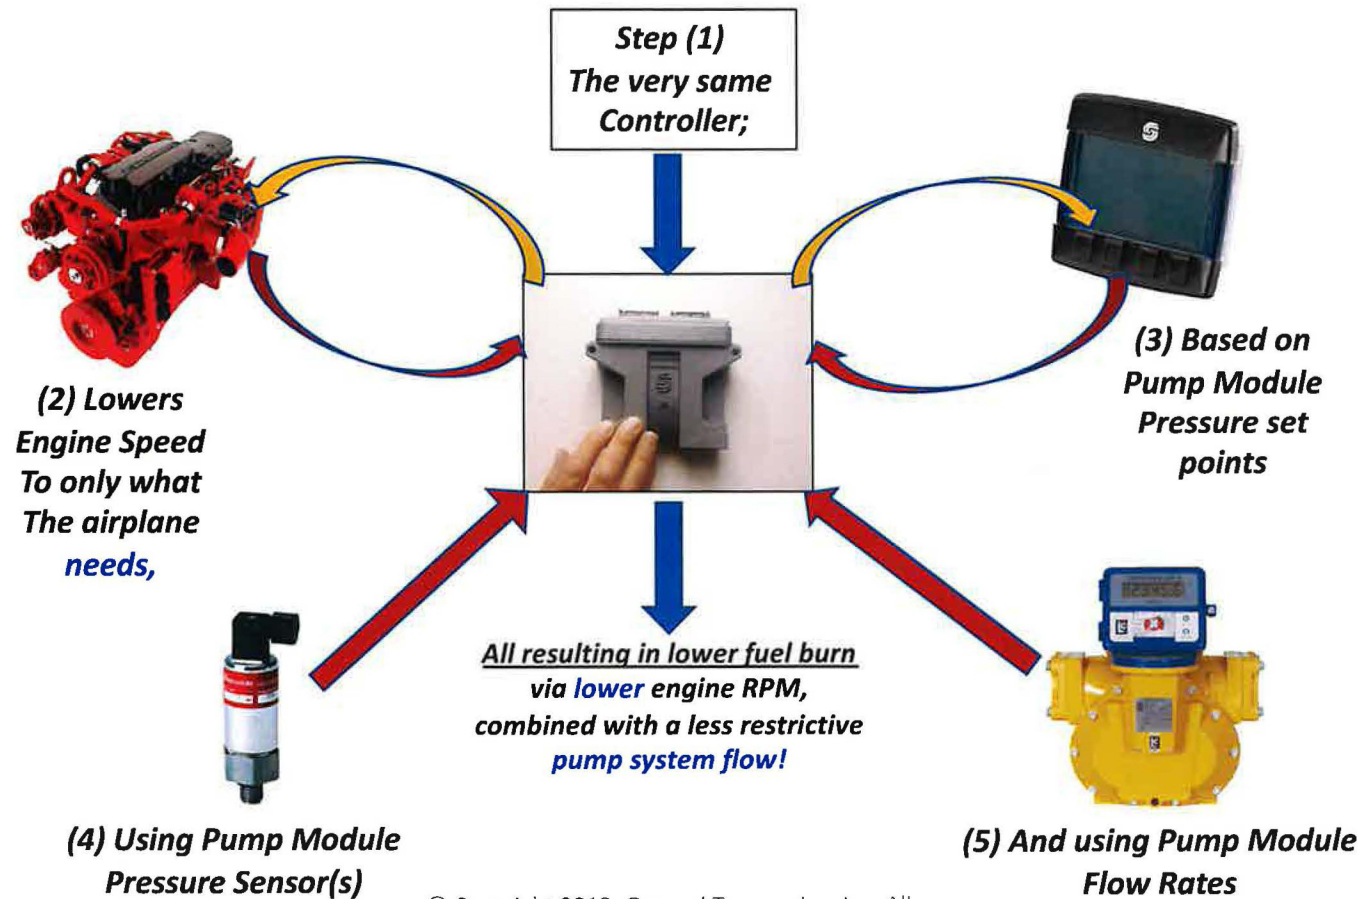 Step (1)
The very same
Controller;
(2) Lowers
Engine Speed
To only what
The airplane
needs,
(3) Based on
Pump Module
Pressure set
points
All resulting in lower fuel burn
via lower engine RPM,
combined with a less restrictive
pump system flow!
(4) Using Pump Module
Pressure Sensor(s)
(5) And using Pump Module
Flow Rates